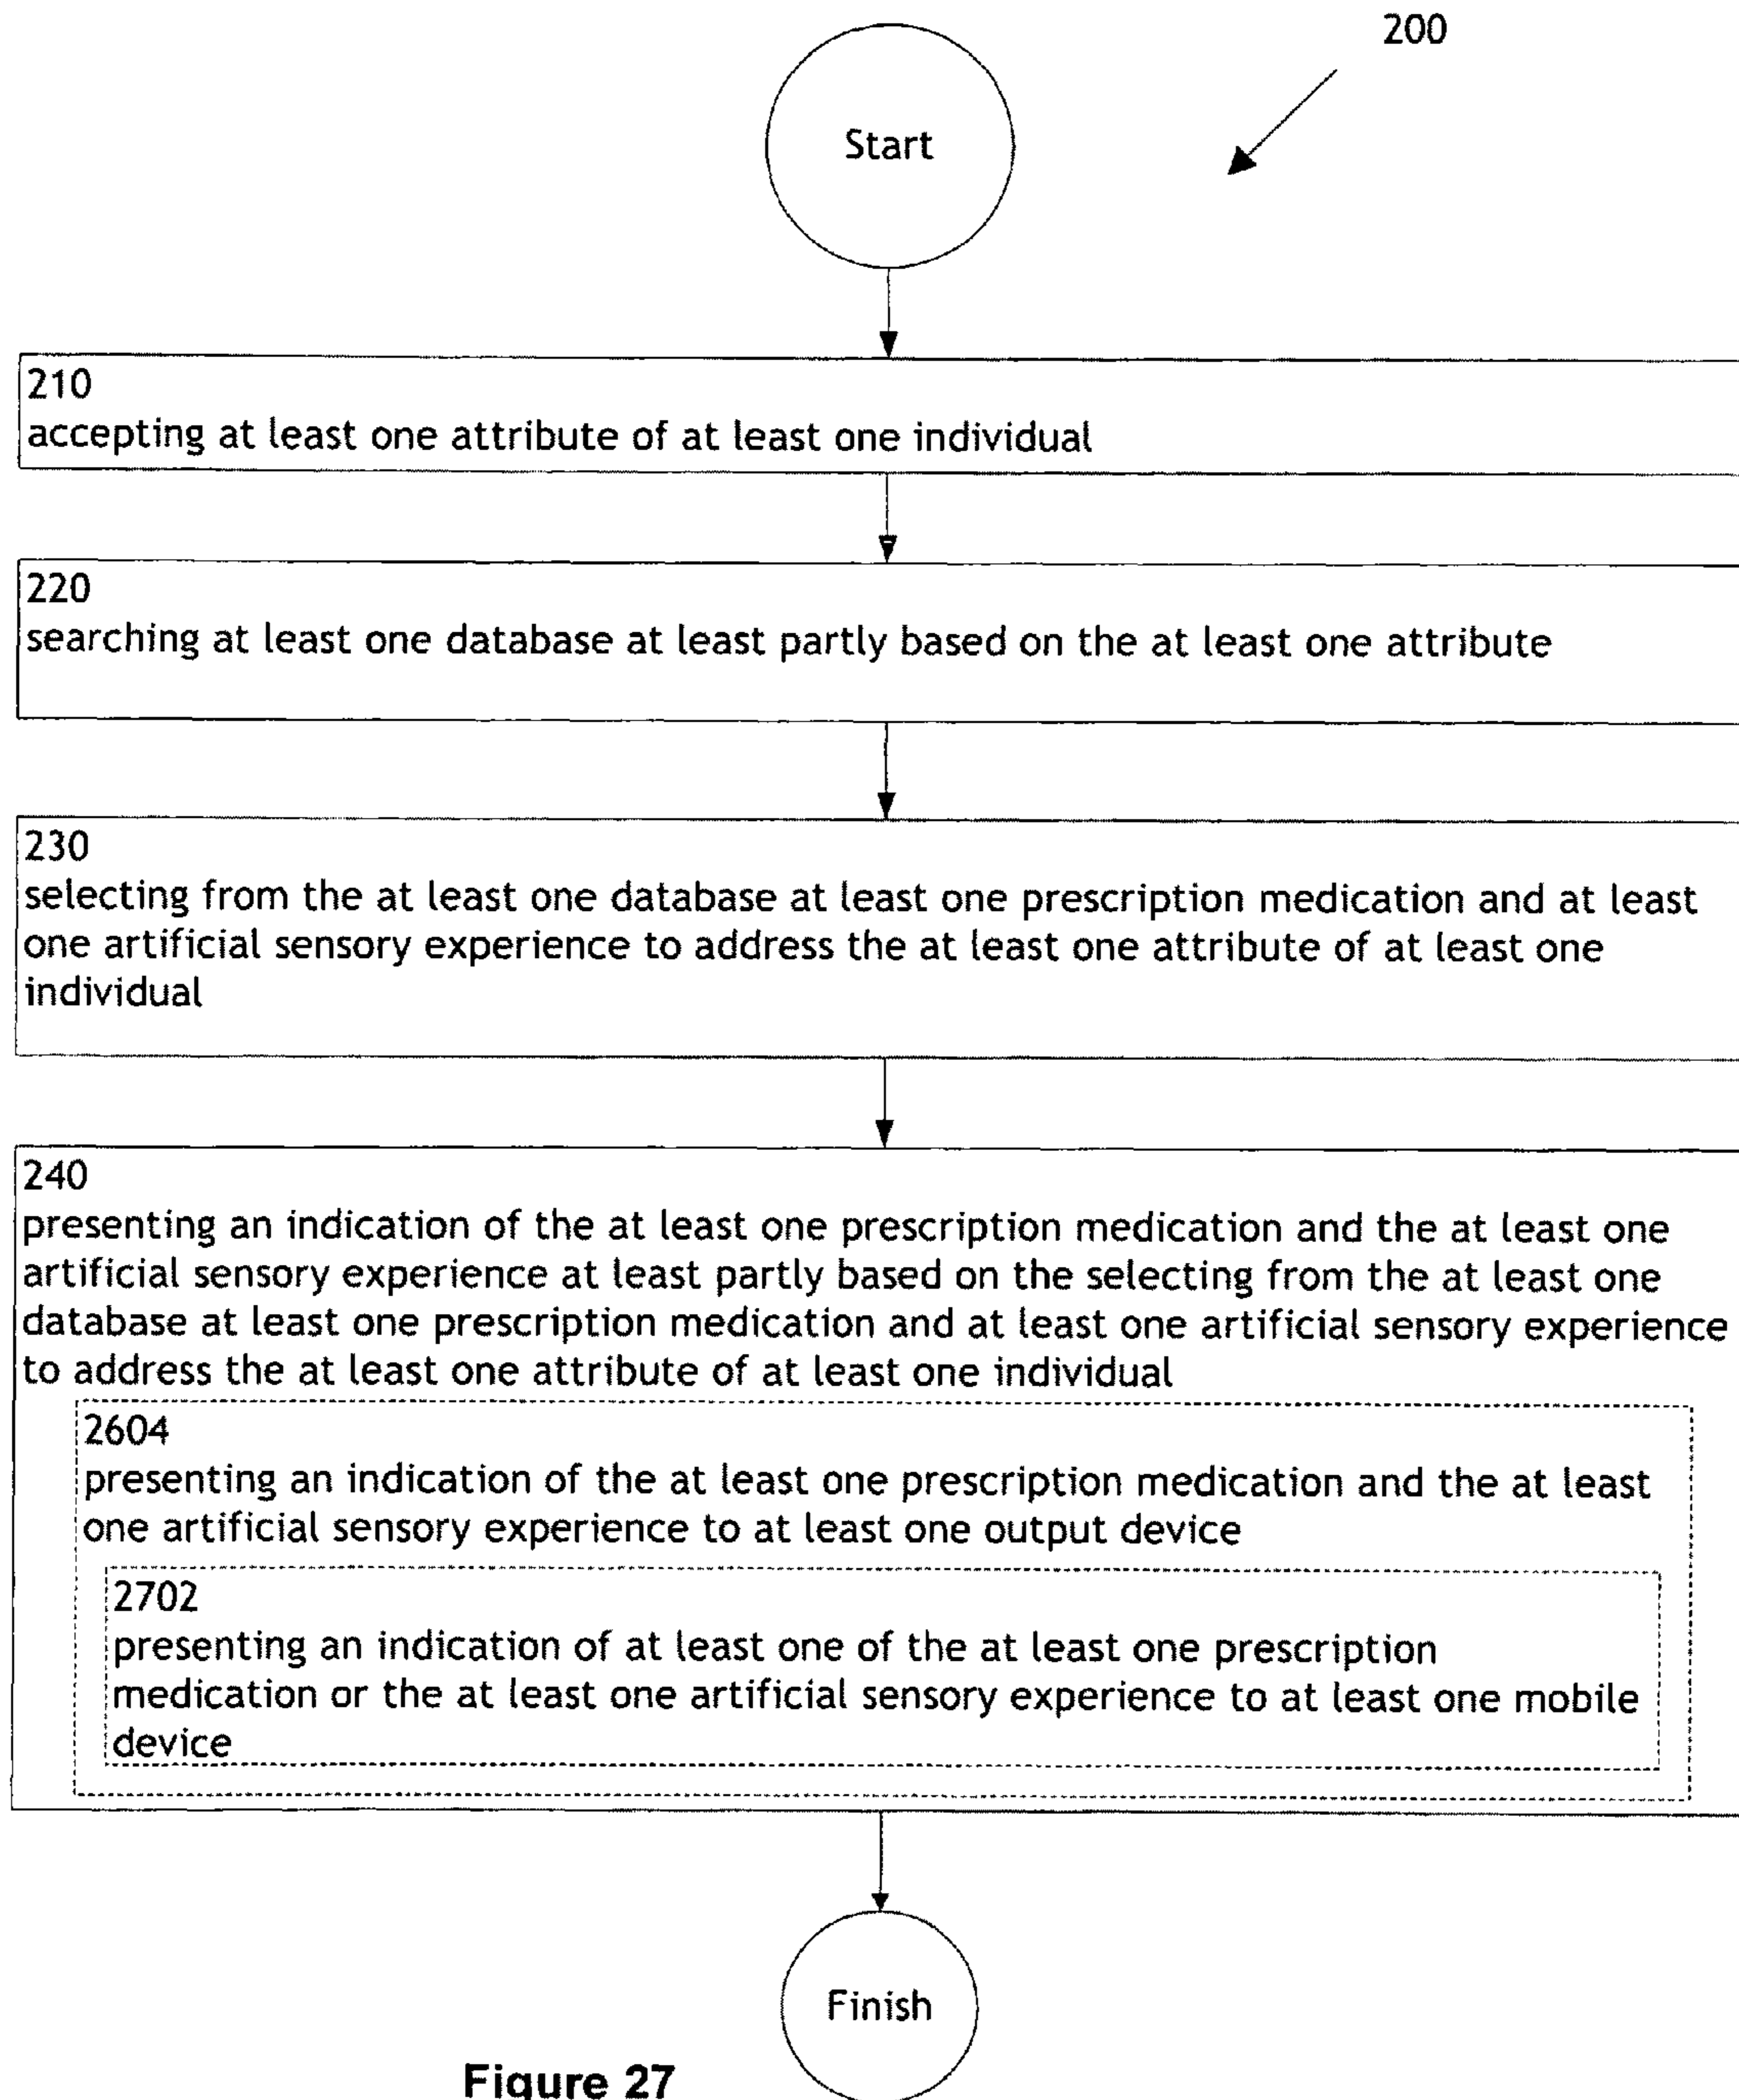 200
Start
210
accepting at least one attribute of at least one individual
220
searching at least one database at least partly based on the at least one attribute
230
selecting from the at least one database at least one prescription medication and at least
one artificial sensory experience to address the at least one attribute of at least one
individual
240
presenting an indication of the at least one prescription medication and the at least one
artificial sensory experience at least partly based on the selecting from the at least one
database at least one prescription medication and at least one artificial sensory experience
to address the at least one attribute of at least one individual
2604
presenting an indication of the at least one prescription medication and the at least
one artificial sensory experience to at least one output device
2702
presenting an indication of at least one of the at least one prescription
medication or the at least one artificial sensory experience to at least one mobile
device
Finish
Figure 27